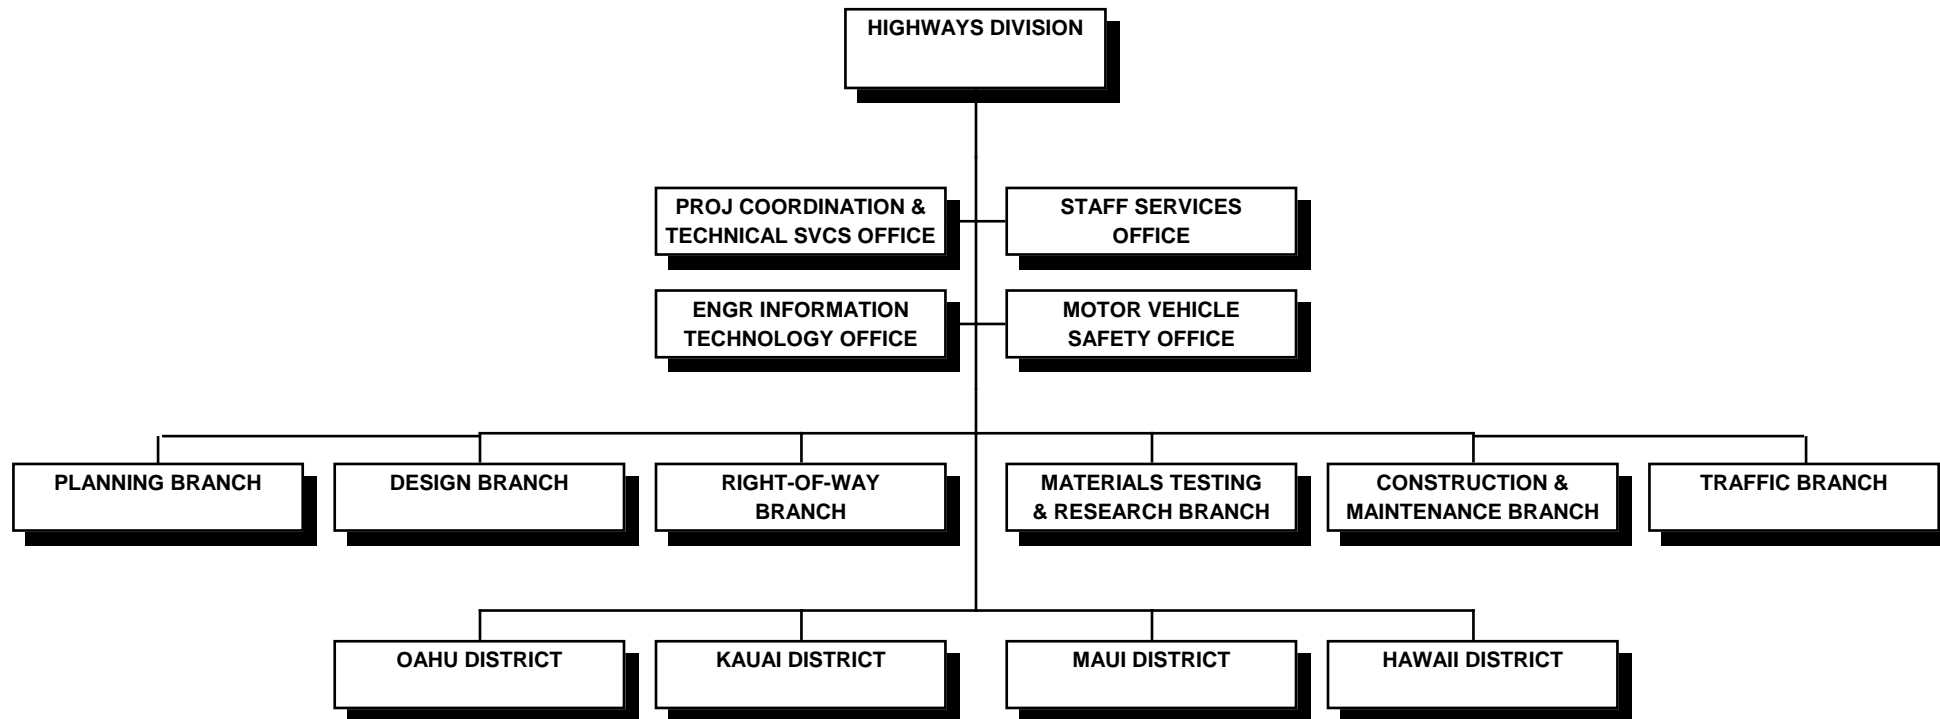 HIGHWAYS DIVISION
PROJ COORDINATION &
TECHNICAL SVCS OFFICE
STAFF SERVICES
OFFICE
ENGR INFORMATION
TECHNOLOGY OFFICE
MOTOR VEHICLE
SAFETY OFFICE
PLANNING BRANCH
DESIGN BRANCH
RIGHT-OF-WAY
BRANCH
MATERIALS TESTING
& RESEARCH BRANCH
CONSTRUCTION &
MAINTENANCE BRANCH
TRAFFIC BRANCH
OAHU DISTRICT
KAUAI DISTRICT
MAUI DISTRICT
HAWAII DISTRICT